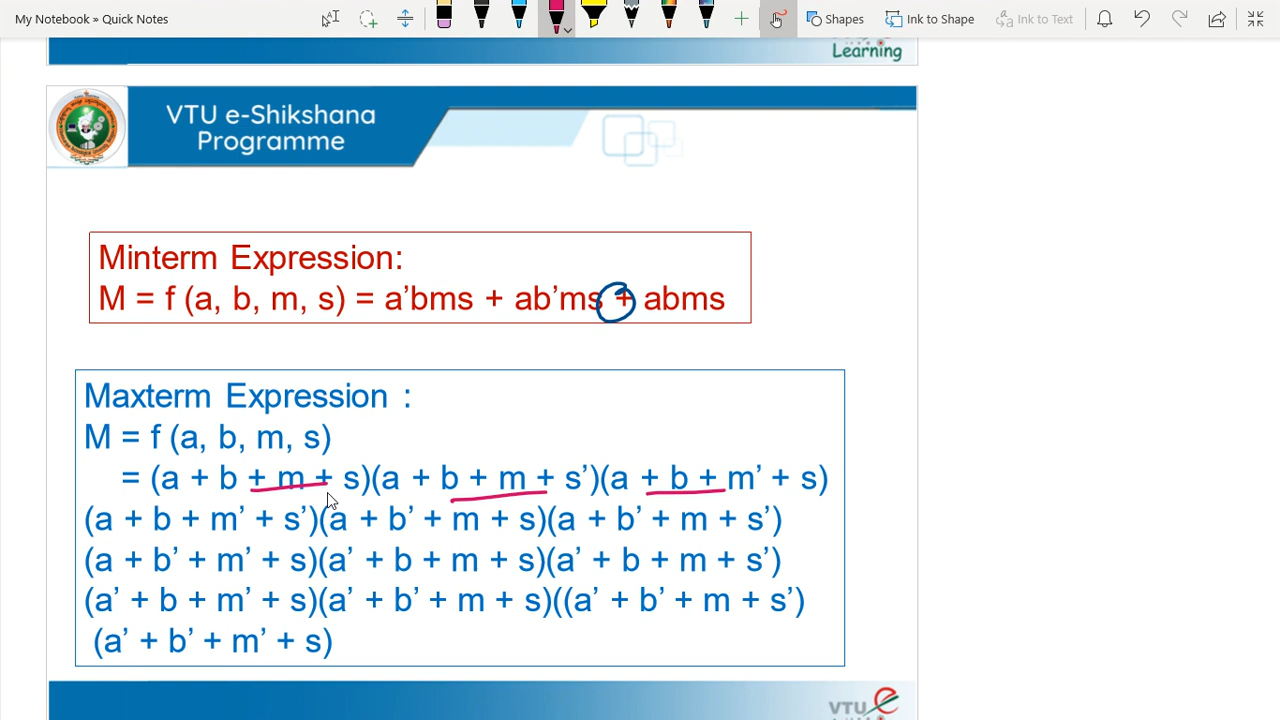 My Notebook » Quick Notes
Shapes
Ink to Shape
Ink to Text
Learning
VTU e-Shikshana
Programme
Minterm Expression:
M = f (a, b, m, s) = a’bms + ab’ms + abms
Maxterm Expression :
M = f (a, b, m, s)
= (a + b + m + s)(a + b + m + s’)(a + b + m’ + s)
(a + b + m’ + s’)(a + b’ + m + s)(a + b’ + m + s’)
(a + b’ + m’ + s)(a’ + b + m + s)(a’ + b + m + s’)
(a’ + b + m’ + s)(a’ + b’ + m + s)((a’ + b’ + m + s’)
(a’ + b’ + m’ + s)
VTU e